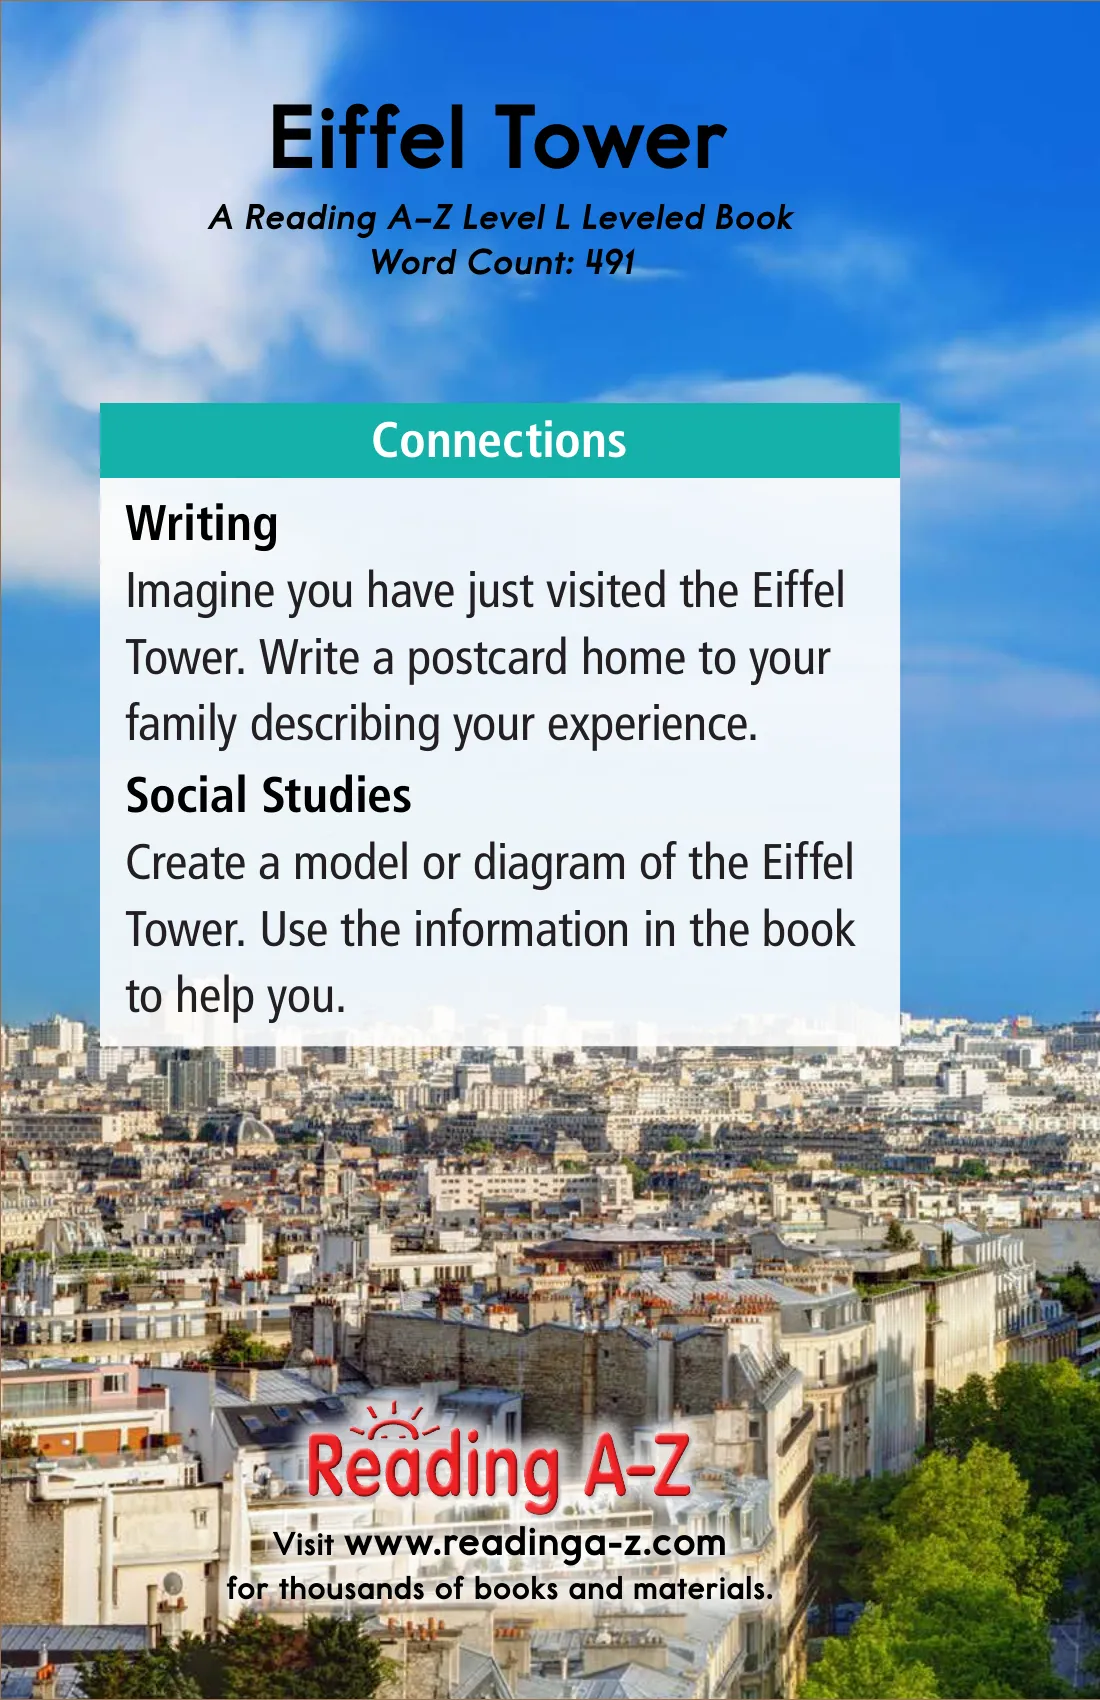 Eiffel Tower
A Reading A–Z Level L Leveled Book
Word Count: 491
Connections
Writing
Imagine you have just visited the Eiffel
Tower. Write a postcard home to your
family describing your experience.
Social Studies
Create a model or diagram of the Eiffel
Tower. Use the information in the book
to help you.
Reading A–Z
Visit www.readinga-z.com
for thousands of books and materials.